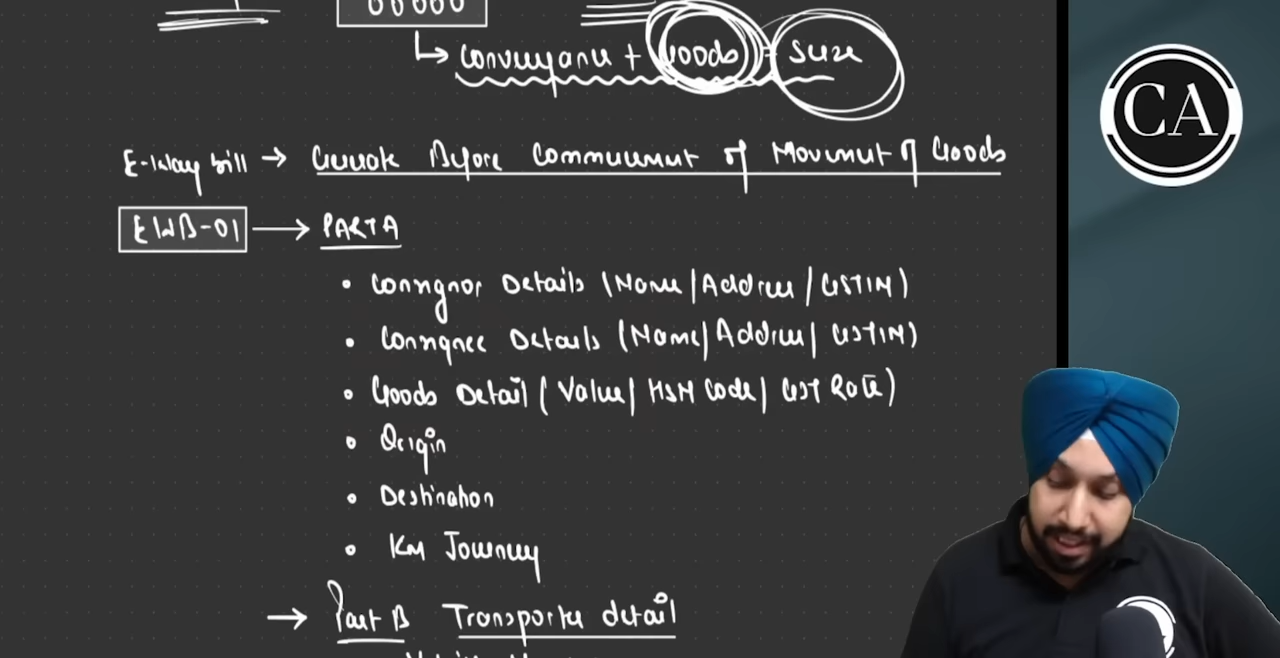 00000
↳ Conveyance + Goods = Seize
CA
E-Way bill → Generate Before Commencement of Movement of Goods
EWB-01 → PART A
• Consignor Details (Name/Address/GSTIN)
• Consignee Details (Name/Address/GSTIN)
• Goods Detail (Value/HSN Code/GST Rate)
• Origin
• Destination
• KM Journey
→ Part B Transporter detail